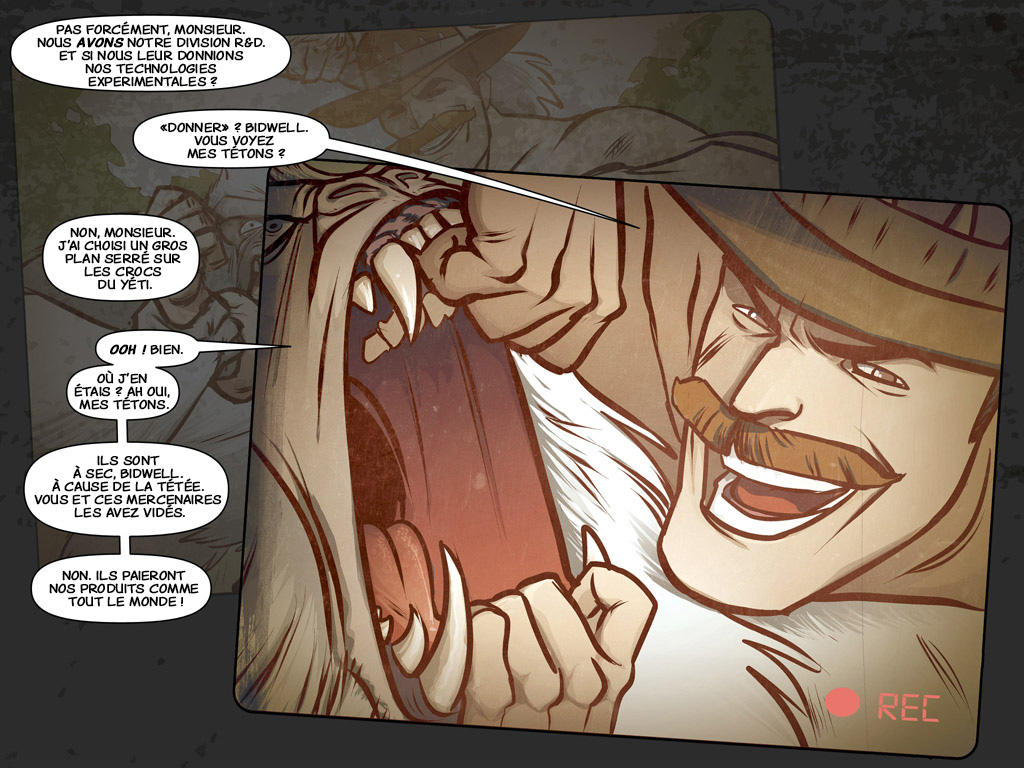 PAS FORCÉMENT, MONSIEUR.
NOUS AVONS NOTRE DIVISION R&D.
ET SI NOUS LEUR DONNIONS
NOS TECHNOLOGIES
EXPERIMENTALES ?
«DONNER» ? BIDWELL.
VOUS VOYEZ
MES TÉTONS ?
NON, MONSIEUR.
J'AI CHOISI UN GROS
PLAN SERRÉ SUR
LES CROCS
DU YÉTI.
OOH ! BIEN.
OÙ J'EN
ÉTAIS ? AH OUI,
MES TÉTONS.
ILS SONT
À SEC, BIDWELL.
À CAUSE DE LA TÉTÉE.
VOUS ET CES MERCENAIRES
LES AVEZ VIDÉS.
NON. ILS PAIERONT
NOS PRODUITS COMME
TOUT LE MONDE !
REC